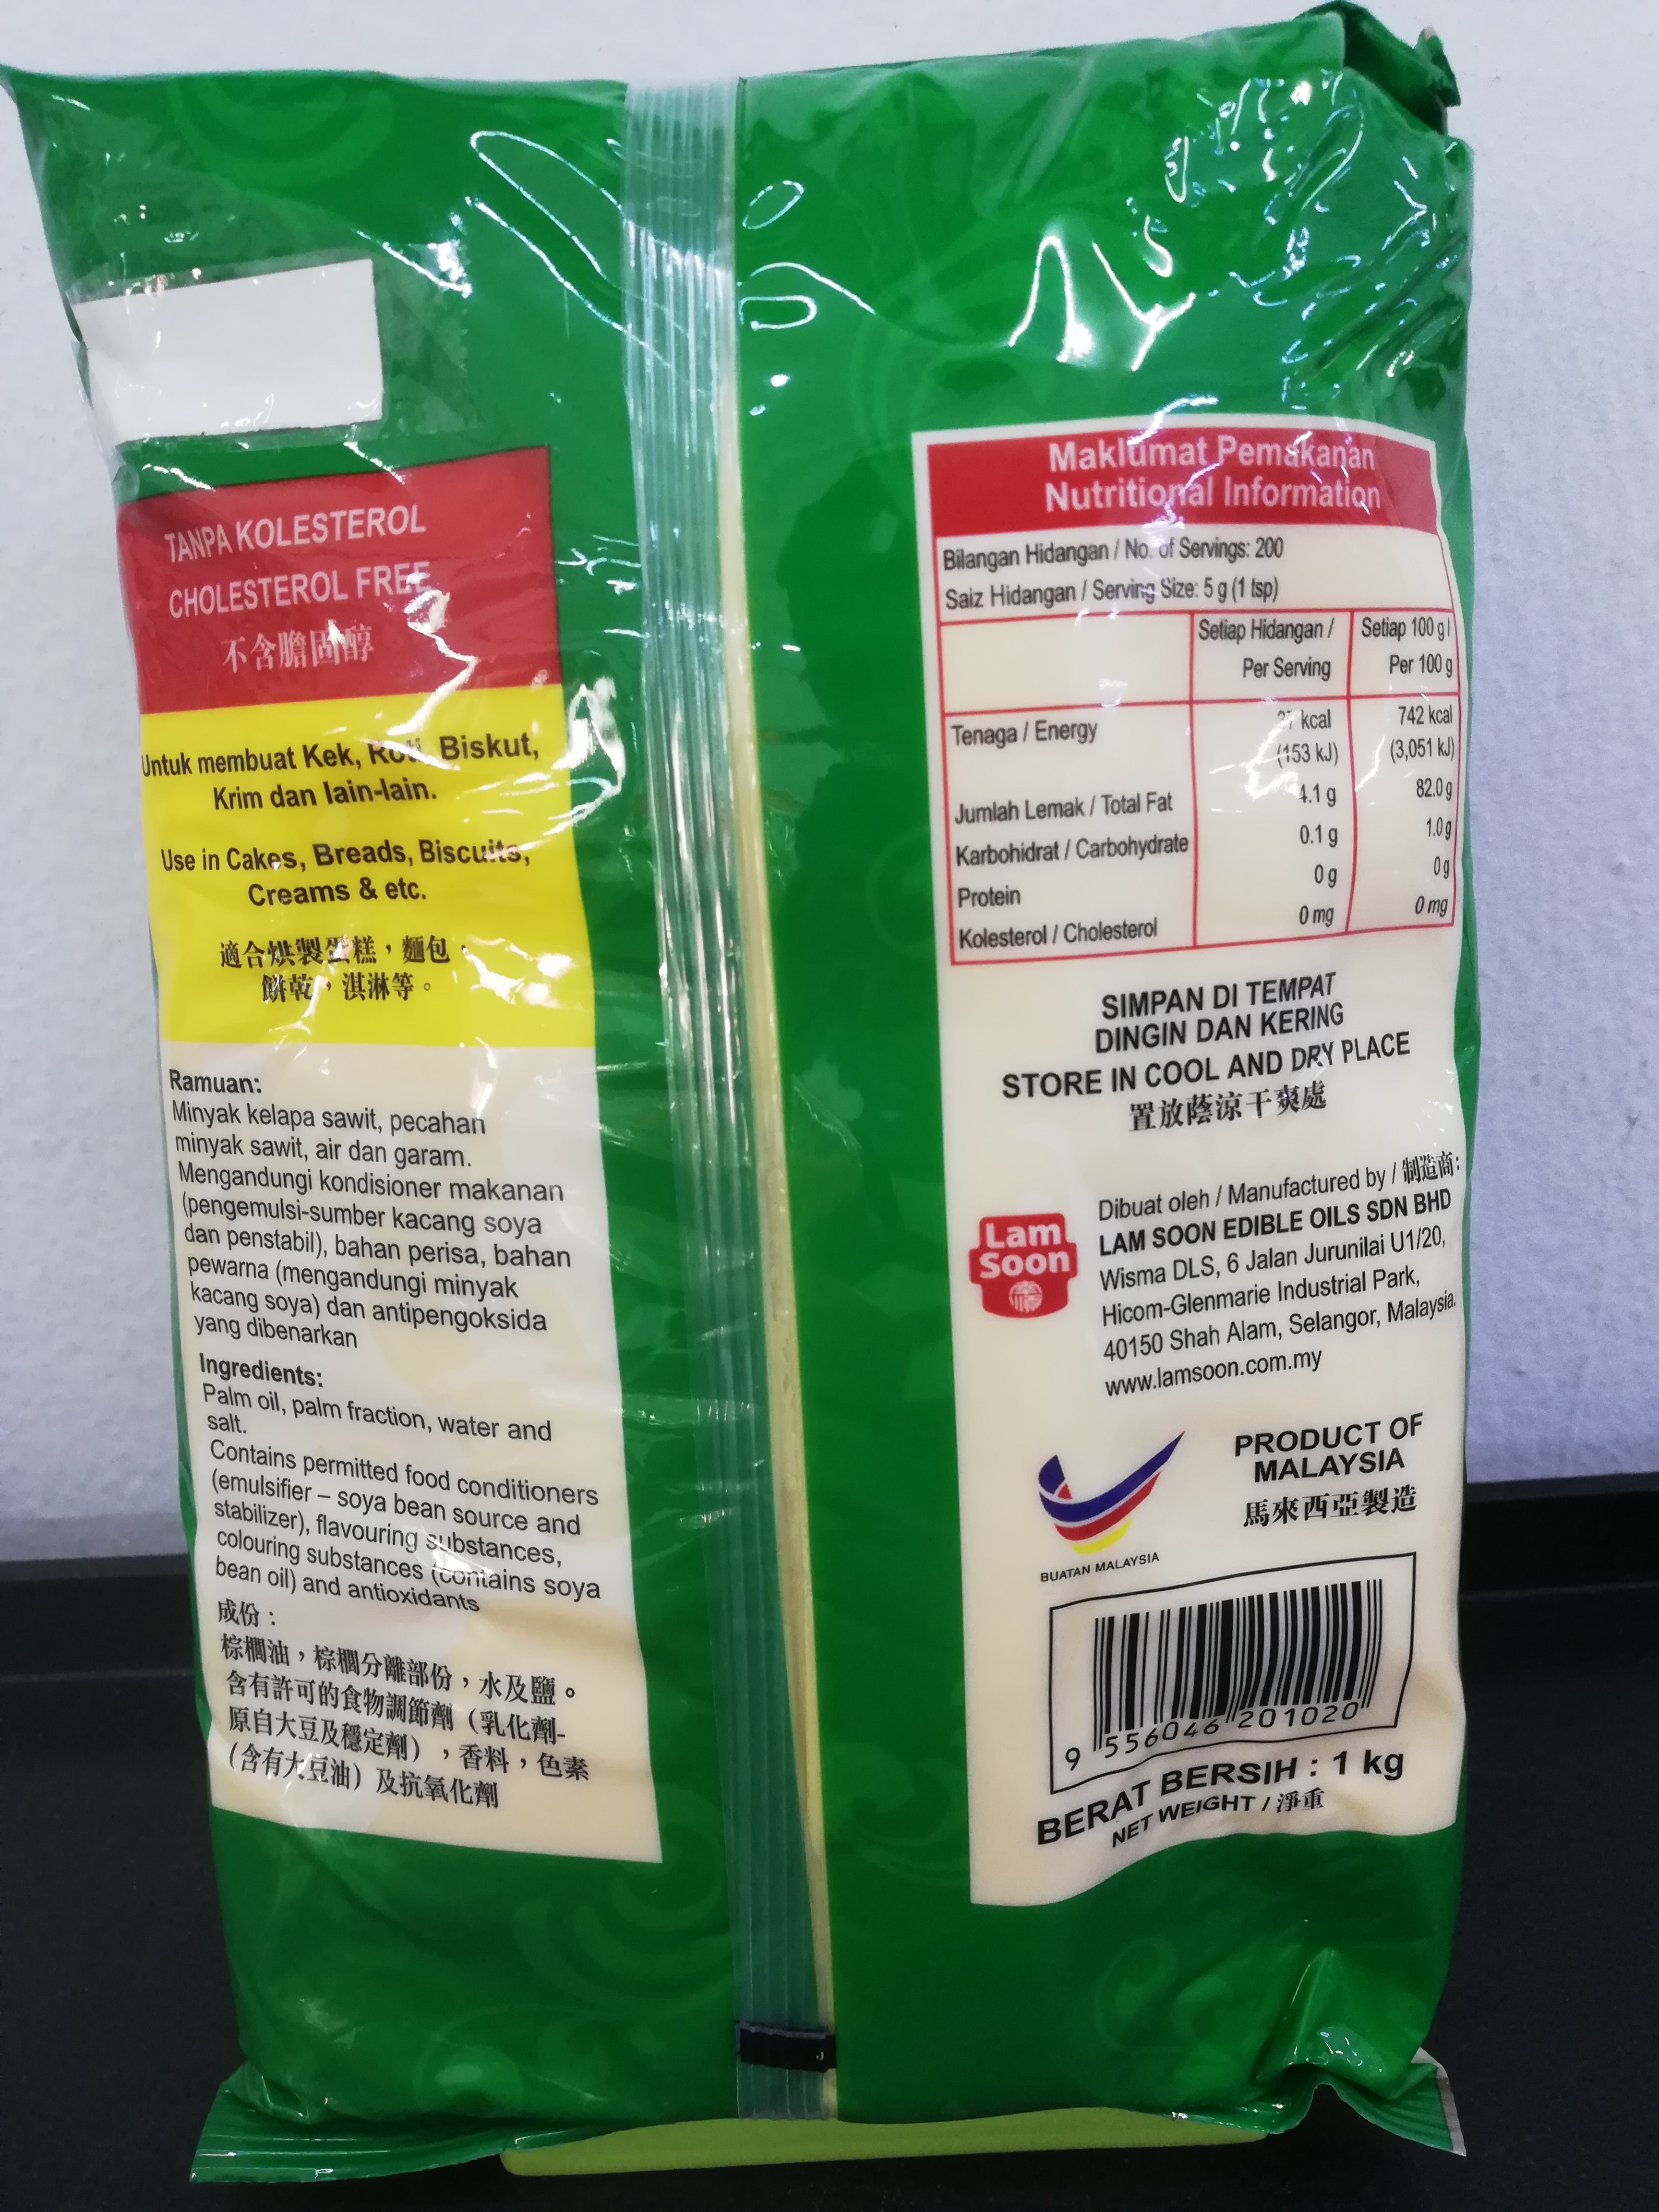 TANPA KOLESTEROL
CHOLESTEROL FREE
不含膽固醇
Untuk membuat Kek, Roti, Biskut,
Krim dan lain-lain.
Use in Cakes, Breads, Biscuits,
Creams & etc.
適合烘製蛋糕，麵包，
餅乾，淇淋等。
Ramuan:
Minyak kelapa sawit, pecahan
minyak sawit, air dan garam.
Mengandungi kondisioner makanan
(pengemulsi-sumber kacang soya
dan penstabil), bahan perisa, bahan
pewarna (mengandungi minyak
kacang soya) dan antipengoksida
yang dibenarkan
Ingredients:
Palm oil, palm fraction, water and
salt.
Contains permitted food conditioners
(emulsifier – soya bean source and
stabilizer), flavouring substances,
colouring substances (contains soya
bean oil) and antioxidants
成份：
棕櫚油，棕櫚分離部份，水及鹽。
含有許可的食物調節劑（乳化劑-
原自大豆及穩定劑），香料，色素
（含有大豆油）及抗氧化劑
Maklumat Pemakanan
Nutritional Information
Bilangan Hidangan / No. of Servings: 200
Saiz Hidangan / Serving Size: 5 g (1 tsp)
Setiap Hidangan / Setiap 100 g /
Per Serving Per 100 g
Tenaga / Energy 37 kcal 742 kcal
(153 kJ) (3,051 kJ)
Jumlah Lemak / Total Fat 4.1 g 82.0 g
Karbohidrat / Carbohydrate 0.1 g 1.0 g
Protein 0 g 0 g
Kolesterol / Cholesterol 0 mg 0 mg
SIMPAN DI TEMPAT
DINGIN DAN KERING
STORE IN COOL AND DRY PLACE
置放蔭涼干爽處
Lam
Soon
Dibuat oleh / Manufactured by / 制造商:
LAM SOON EDIBLE OILS SDN BHD
Wisma DLS, 6 Jalan Jurunilai U1/20,
Hicom-Glenmarie Industrial Park,
40150 Shah Alam, Selangor, Malaysia.
www.lamsoon.com.my
BUATAN MALAYSIA
PRODUCT OF
MALAYSIA
馬來西亞製造
9 556046 201020
BERAT BERSIH : 1 kg
NET WEIGHT / 淨重
J